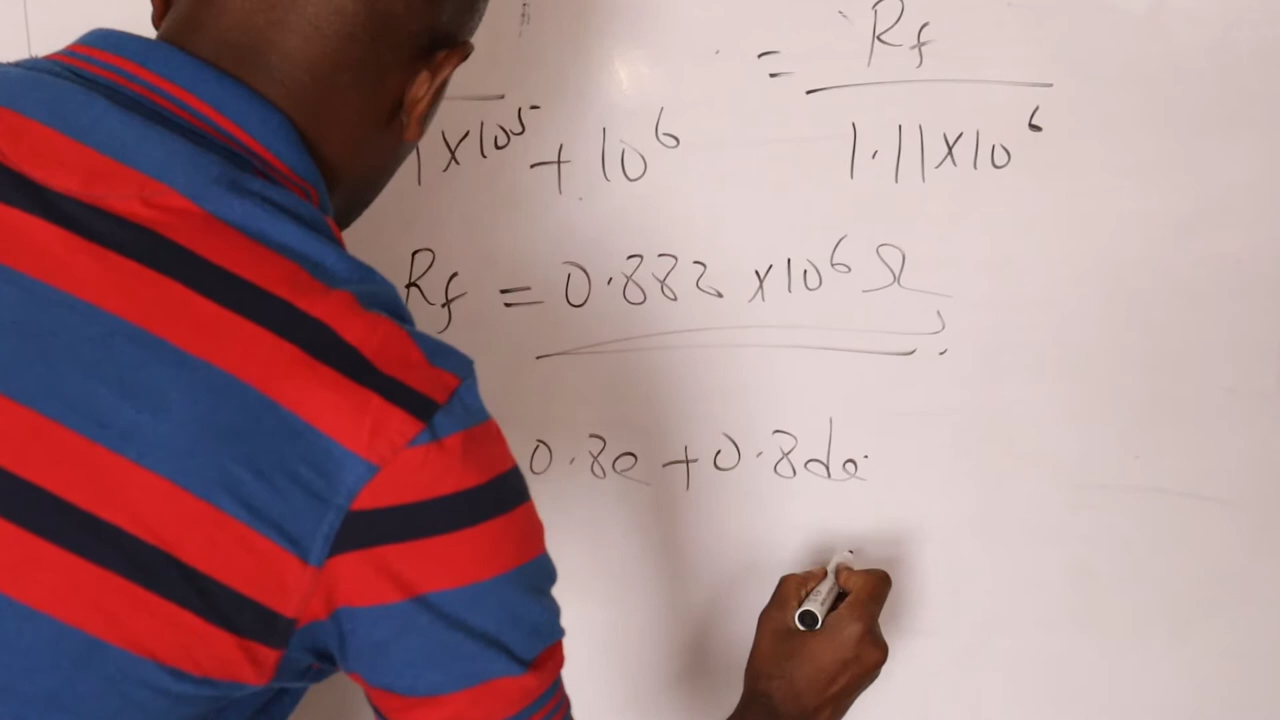 = Rf
1 x 10⁵ + 10⁶
1.11 x 10⁶
Rf = 0.882 x 10⁶ Ω
0.8e + 0.8de